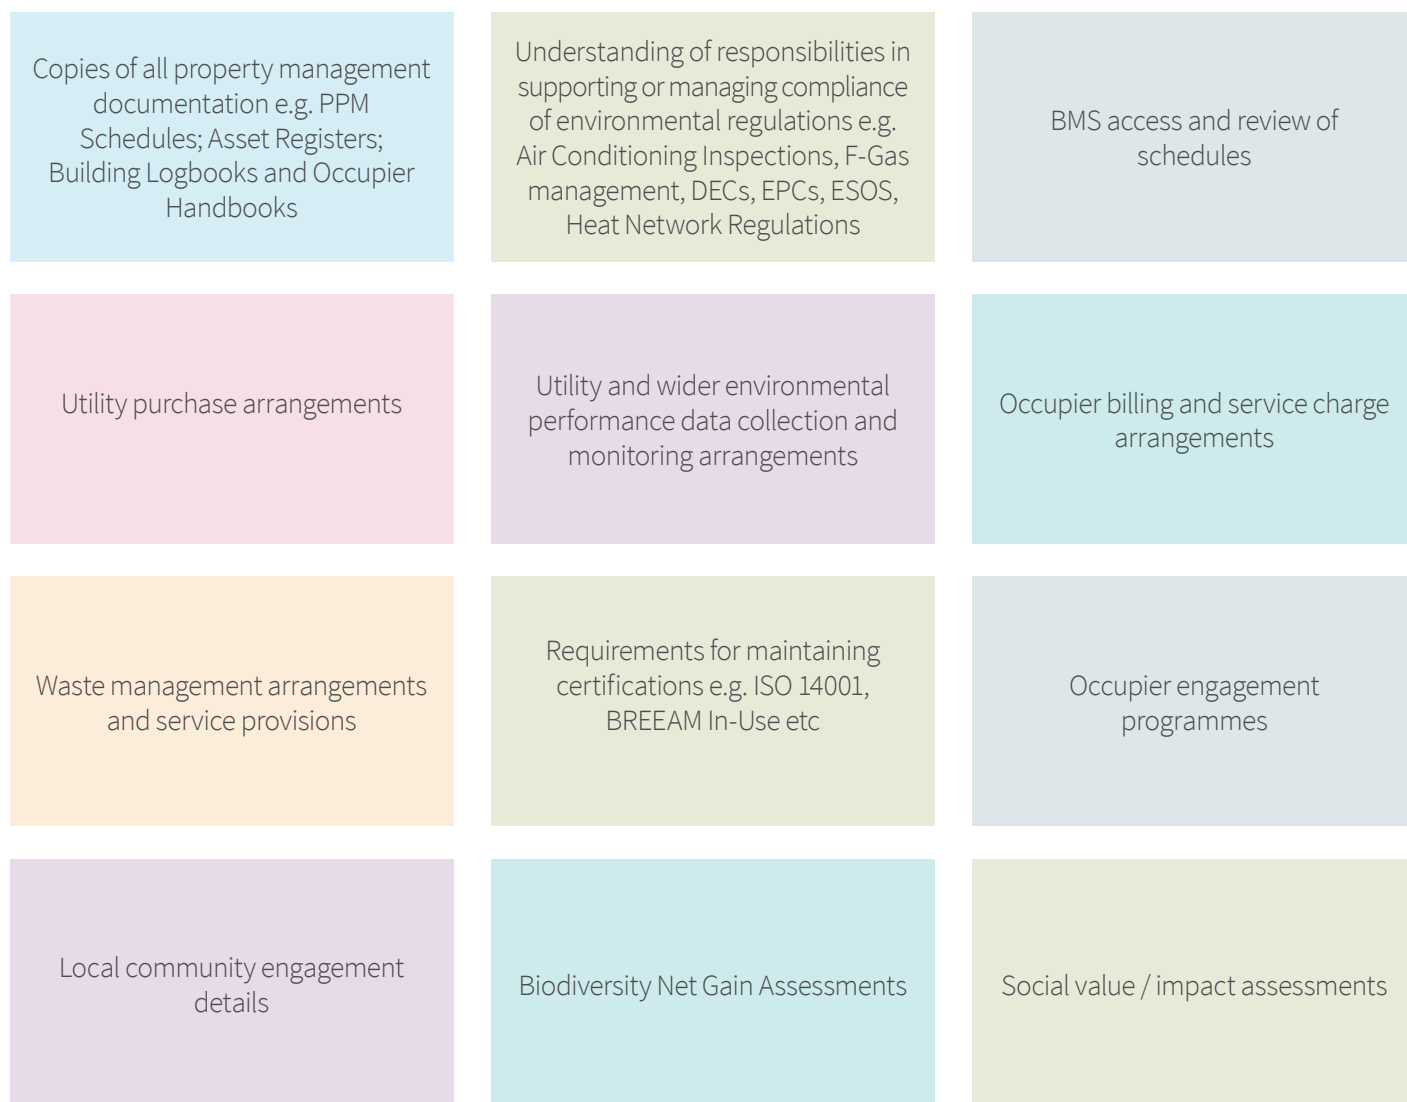 Copies of all property management
documentation e.g. PPM
Schedules; Asset Registers;
Building Logbooks and Occupier
Handbooks
Understanding of responsibilities in
supporting or managing compliance
of environmental regulations e.g.
Air Conditioning Inspections, F-Gas
management, DECs, EPCs, ESOS,
Heat Network Regulations
BMS access and review of
schedules
Utility purchase arrangements
Utility and wider environmental
performance data collection and
monitoring arrangements
Occupier billing and service charge
arrangements
Waste management arrangements
and service provisions
Requirements for maintaining
certifications e.g. ISO 14001,
BREEAM In-Use etc
Occupier engagement
programmes
Local community engagement
details
Biodiversity Net Gain Assessments
Social value / impact assessments